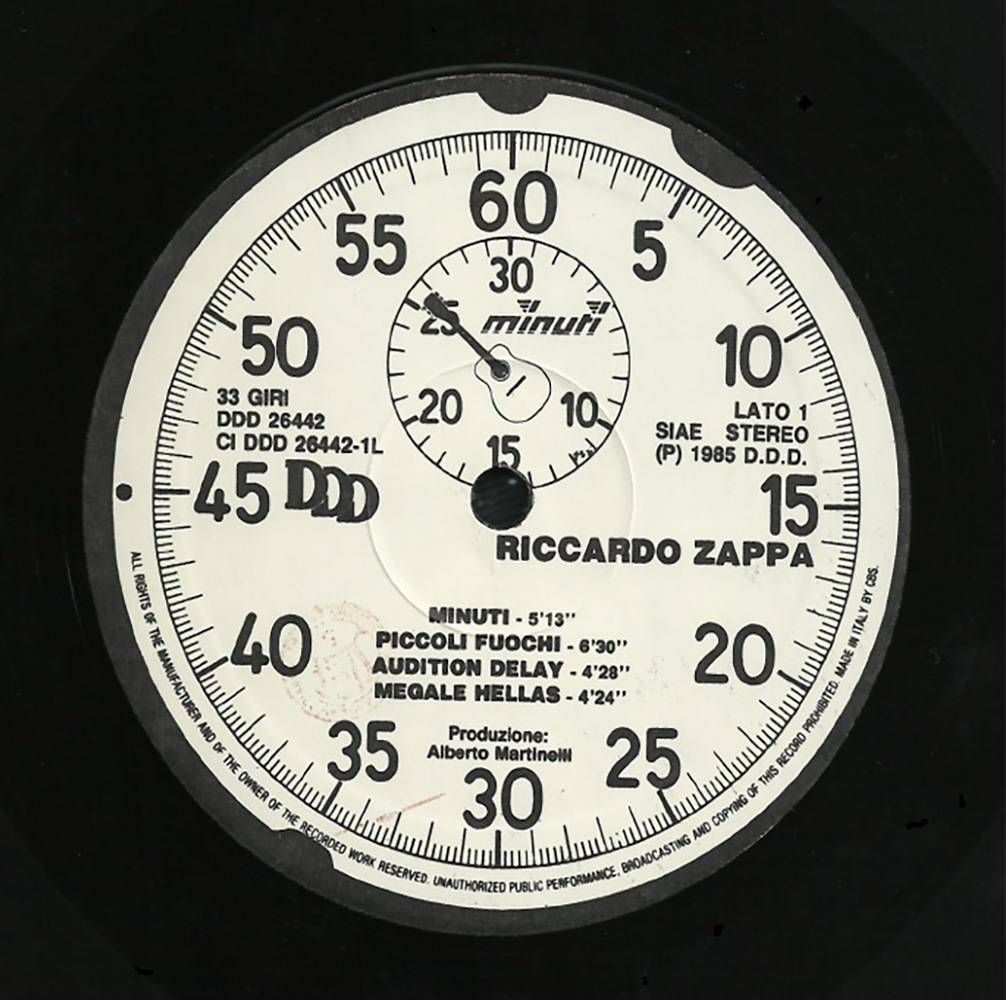 60
55
5
30
25
minuti
50
10
33 GIRI
DDD 26442
CI DDD 26442-1L
20
10
LATO 1
SIAE STEREO
(P) 1985 D.D.D.
15
45
DDD
15
RICCARDO ZAPPA
MINUTI - 5'13''
PICCOLI FUOCHI - 6'30''
AUDITION DELAY - 4'28''
MEGALE HELLAS - 4'24''
40
20
Produzione:
Alberto Martinelli
35
25
30
ALL RIGHTS OF THE MANUFACTURER AND OF THE OWNER OF THE RECORDED WORK RESERVED. UNAUTHORIZED PUBLIC PERFORMANCE, BROADCASTING AND COPYING OF THIS RECORD PROHIBITED. MADE IN ITALY BY CBS.